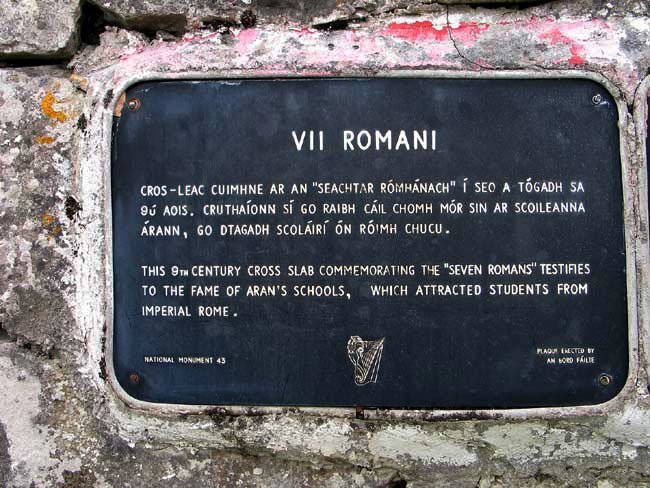 VII ROMANI
CROS-LEAC CUIMHNE AR AN "SEACHTAR RÓMHÁNACH" Í SEO A TÓGADH SA
9Ú AOIS. CRUTHAÍONN SÍ GO RAIBH CÁIL CHOMH MÓR SIN AR SCOILEANNA
ÁRANN, GO DTAGADH SCOLÁIRÍ ÓN RÓIMH CHUCU.
THIS 9TH CENTURY CROSS SLAB COMMEMORATING THE "SEVEN ROMANS" TESTIFIES
TO THE FAME OF ARAN'S SCHOOLS, WHICH ATTRACTED STUDENTS FROM
IMPERIAL ROME.
NATIONAL MONUMENT 43
PLAQUE ERECTED BY
AN BORD FÁILTE